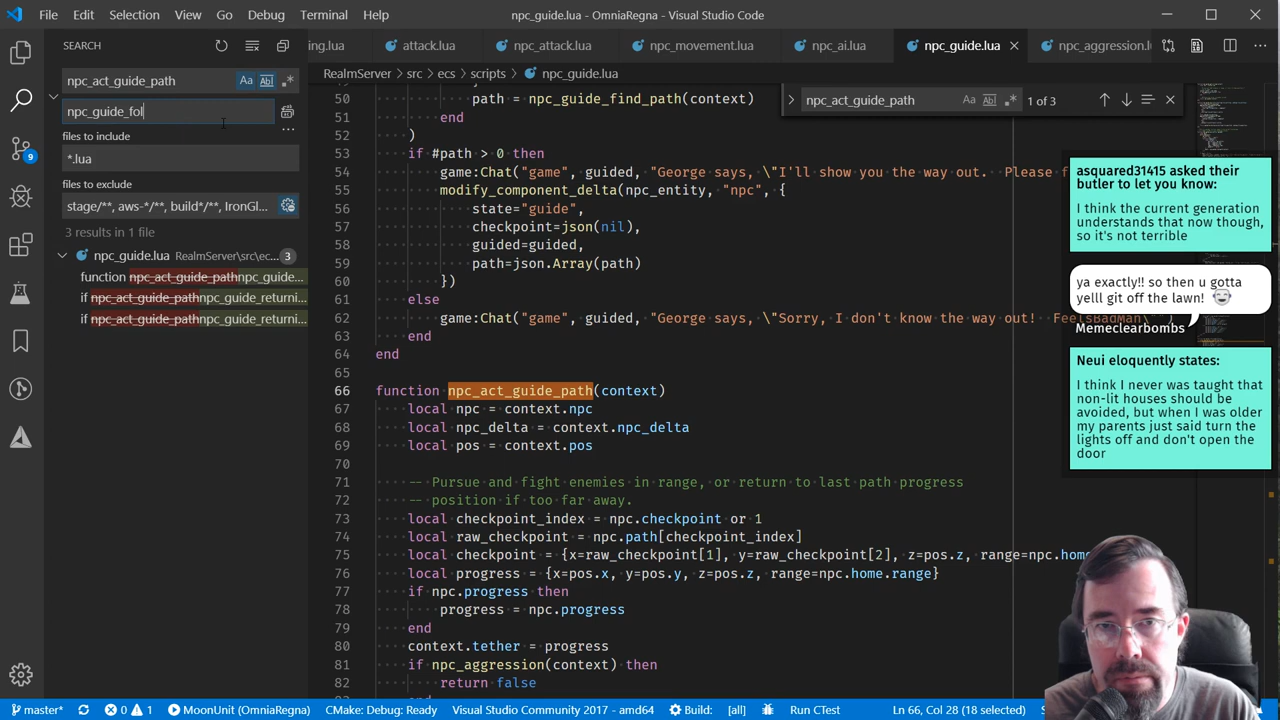 File Edit Selection View Go Debug Terminal Help
npc_guide.lua - OmniaRegna - Visual Studio Code
SEARCH
ing.lua attack.lua npc_attack.lua npc_movement.lua npc_ai.lua npc_guide.lua npc_aggression.l
RealmServer > src > ecs > scripts > npc_guide.lua
npc_act_guide_path
Aa Abl .*
npc_guide_fol
files to include
*.lua
files to exclude
stage/**, aws-*/**, build*/**, IronGl...
3 results in 1 file
npc_guide.lua RealmServer\src\ec... 3
function npc_act_guide_pathnpc_guide...
if npc_act_guide_pathnpc_guide_returni...
if npc_act_guide_pathnpc_guide_returni...
npc_act_guide_path Aa Abl .* 1 of 3
50 path = npc_guide_find_path(context)
51 end
52 )
53 if #path > 0 then
54 game:Chat("game", guided, "George says, \"I'll show you the way out. Please f
55 modify_component_delta(npc_entity, "npc", {
56 state="guide",
57 checkpoint=json(nil),
58 guided=guided,
59 path=json.Array(path)
60 })
61 else
62 game:Chat("game", guided, "George says, \"Sorry, I don't know the way out! FeelsBadMan\"")
63 end
64 end
65
66 function npc_act_guide_path(context)
67 local npc = context.npc
68 local npc_delta = context.npc_delta
69 local pos = context.pos
70
71 -- Pursue and fight enemies in range, or return to last path progress
72 -- position if too far away.
73 local checkpoint_index = npc.checkpoint or 1
74 local raw_checkpoint = npc.path[checkpoint_index]
75 local checkpoint = {x=raw_checkpoint[1], y=raw_checkpoint[2], z=pos.z, range=npc.home
76 local progress = {x=pos.x, y=pos.y, z=pos.z, range=npc.home.range}
77 if npc.progress then
78 progress = npc.progress
79 end
80 context.tether = progress
81 if npc_aggression(context) then
82 return false
asquared31415 asked their
butler to let you know:
I think the current generation
understands that now though,
so it's not terrible
ya exactly!! so then u gotta
yelll git off the lawn!
Memeclearbombs
Neui eloquently states:
I think I never was taught that
non-lit houses should be
avoided, but when I was older
my parents just said turn the
lights off and don't open the
door
9
master* 0 1 MoonUnit (OmniaRegna) CMake: Debug: Ready Visual Studio Community 2017 - amd64 Build: [all] Run CTest Ln 66, Col 28 (18 selected)